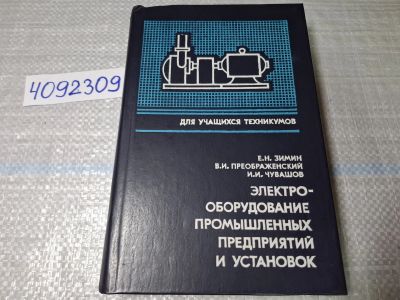 4092309
ДЛЯ УЧАЩИХСЯ ТЕХНИКУМОВ
Е.Н. ЗИМИН
В.И. ПРЕОБРАЖЕНСКИЙ
И.И. ЧУВАШОВ
ЭЛЕКТРО-
ОБОРУДОВАНИЕ
ПРОМЫШЛЕННЫХ
ПРЕДПРИЯТИЙ
И УСТАНОВОК